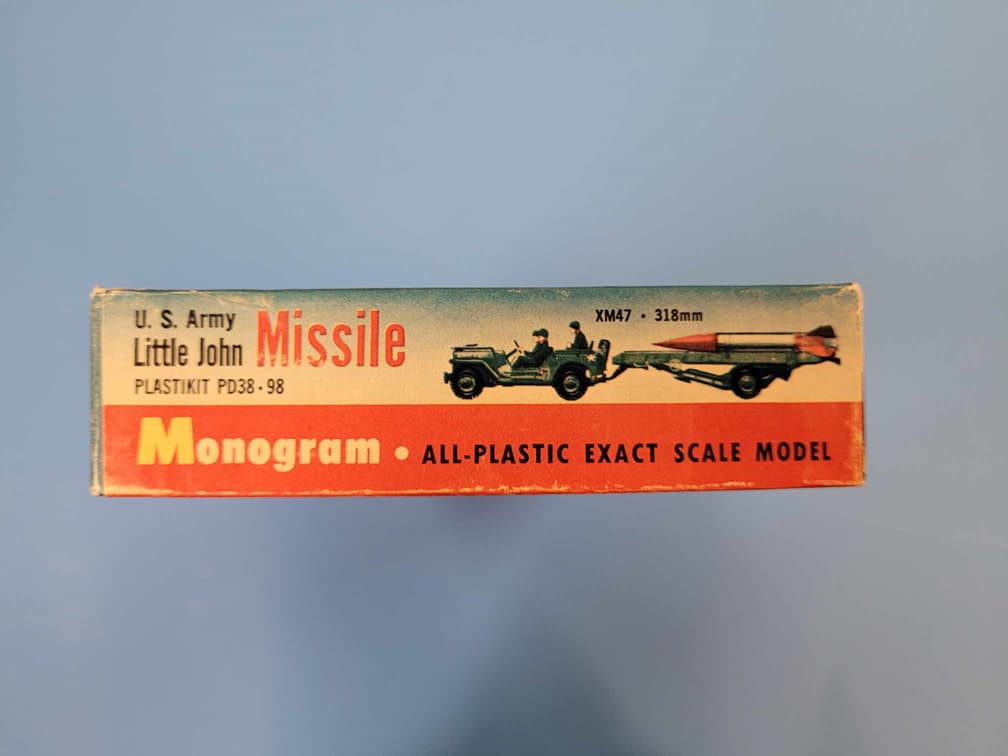 U. S. Army
Little John Missile
PLASTIKIT PD38 • 98
XM47 • 318mm
Monogram • ALL-PLASTIC EXACT SCALE MODEL